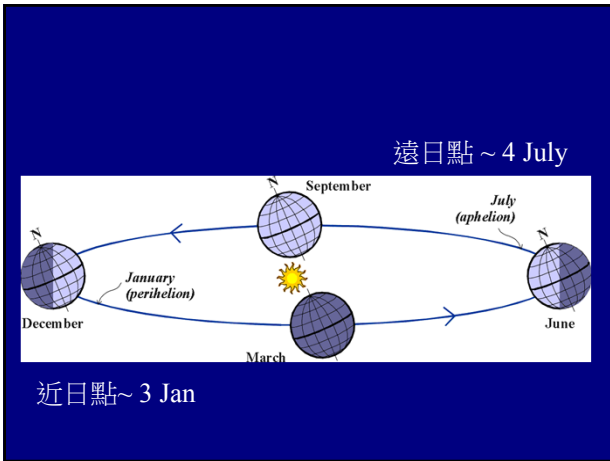 遠日點 ~ 4 July
N
September
July
(aphelion)
N
N
January
(perihelion)
N
December
June
March
近日點~ 3 Jan